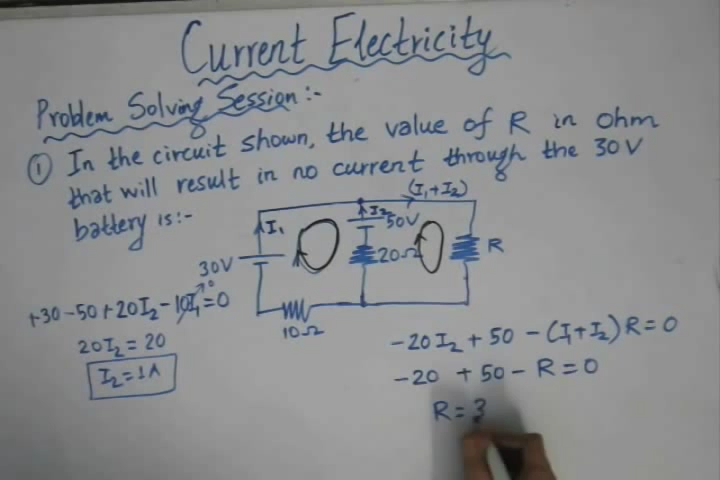 Current Electricity
Problem Solving Session:-
① In the circuit shown, the value of R in ohm
that will result in no current through the 30V
battery is:-
(I₁+I₂)
I₁
I₂
50V
30V
20Ω
R
10Ω
+30-50+20I₂-10I₁=0
0
20I₂=20
I₂=1A
-20I₂+50-(I₁+I₂)R=0
-20 +50-R=0
R=3